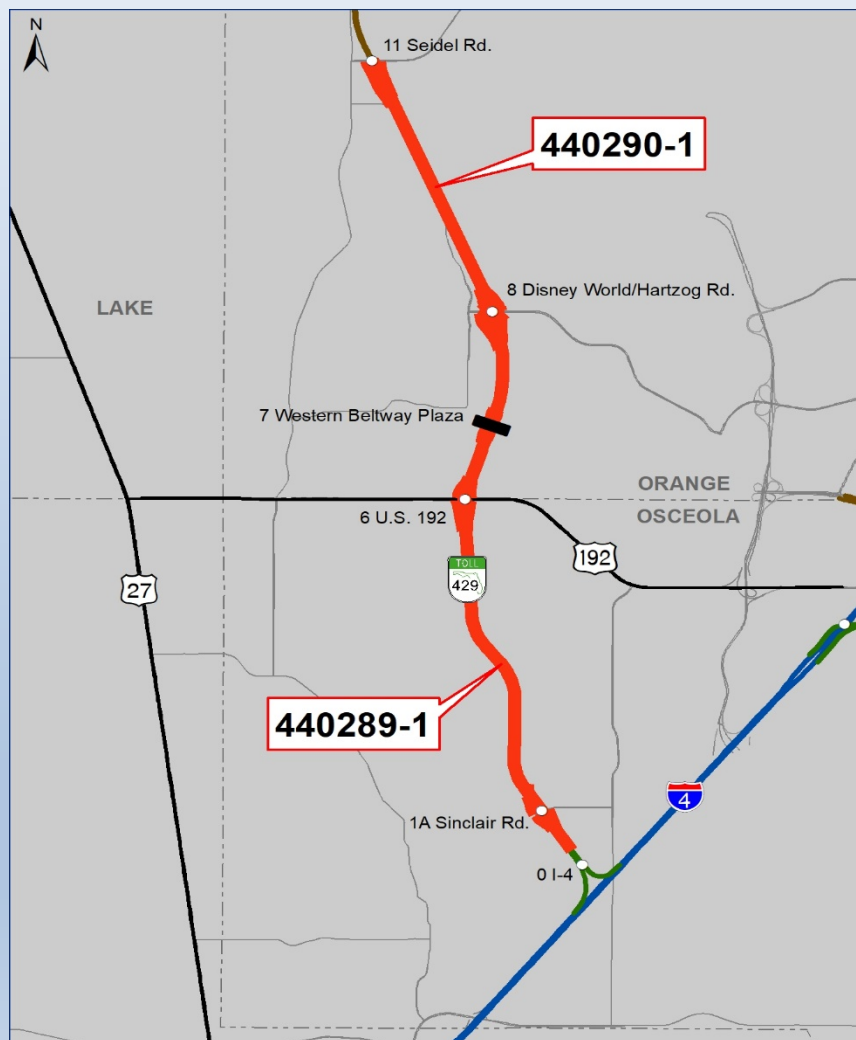 N
11 Seidel Rd.
440290-1
8 Disney World/Hartzog Rd.
LAKE
7 Western Beltway Plaza
ORANGE
OSCEOLA
6 U.S. 192
192
TOLL
429
27
440289-1
4
1A Sinclair Rd.
0 I-4